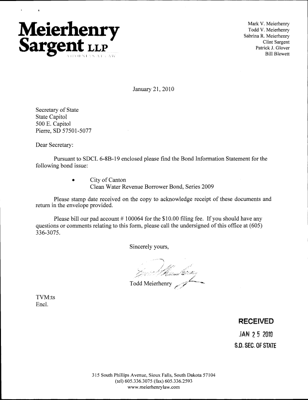 Meierhenry
Sargent LLP
Mark V. Meierhenry
Todd V. Meierhenry
Sabrina R. Meierhenry
Clint Sargent
Patrick J. Glover
Bill Blewett
January 21, 2010
Secretary of State
State Capitol
500 E. Capitol
Pierre, SD 57501-5077
Dear Secretary:
Pursuant to SDCL 6-8B-19 enclosed please find the Bond Information Statement for
the following bond issue:
• City of Canton
Clean Water Revenue Borrower Bond, Series 2009
Please stamp date received on the copy to acknowledge receipt of these documents and
return in the envelope provided.
Please bill our pad account # 100064 for the $10.00 filing fee. If you should have any
questions or comments relating to this form, please call the undersigned of this office at (605)
336-3075.
Sincerely yours,
Todd Meierhenry
TVM:ts
Encl.
RECEIVED
JAN 25 2010
S.D. SEC. OF STATE
315 South Phillips Avenue, Sioux Falls, South Dakota 57104
(tel) 605.336.3075 (fax) 605.336.2593
www.meierhenrylaw.com